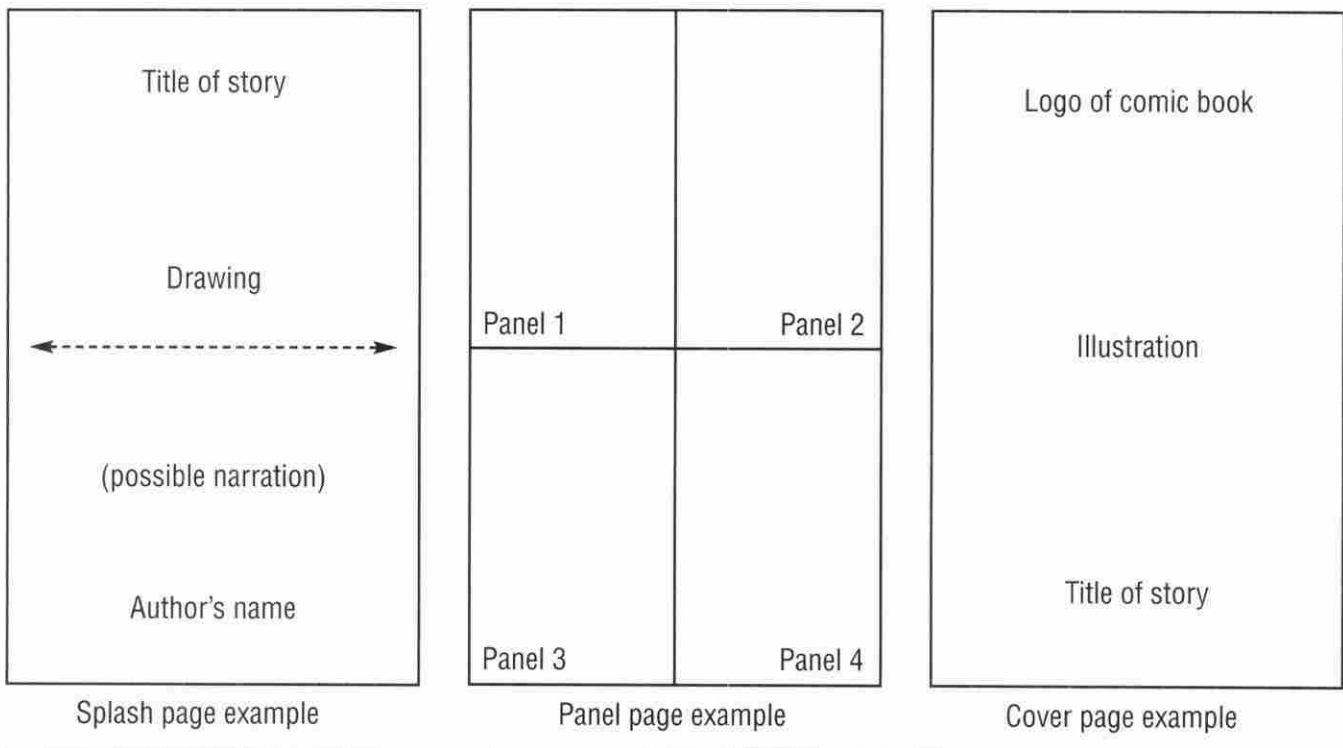 Title of story
Drawing
(possible narration)
Author's name
Splash page example
Panel 1
Panel 2
Panel 3
Panel 4
Panel page example
Logo of comic book
Illustration
Title of story
Cover page example